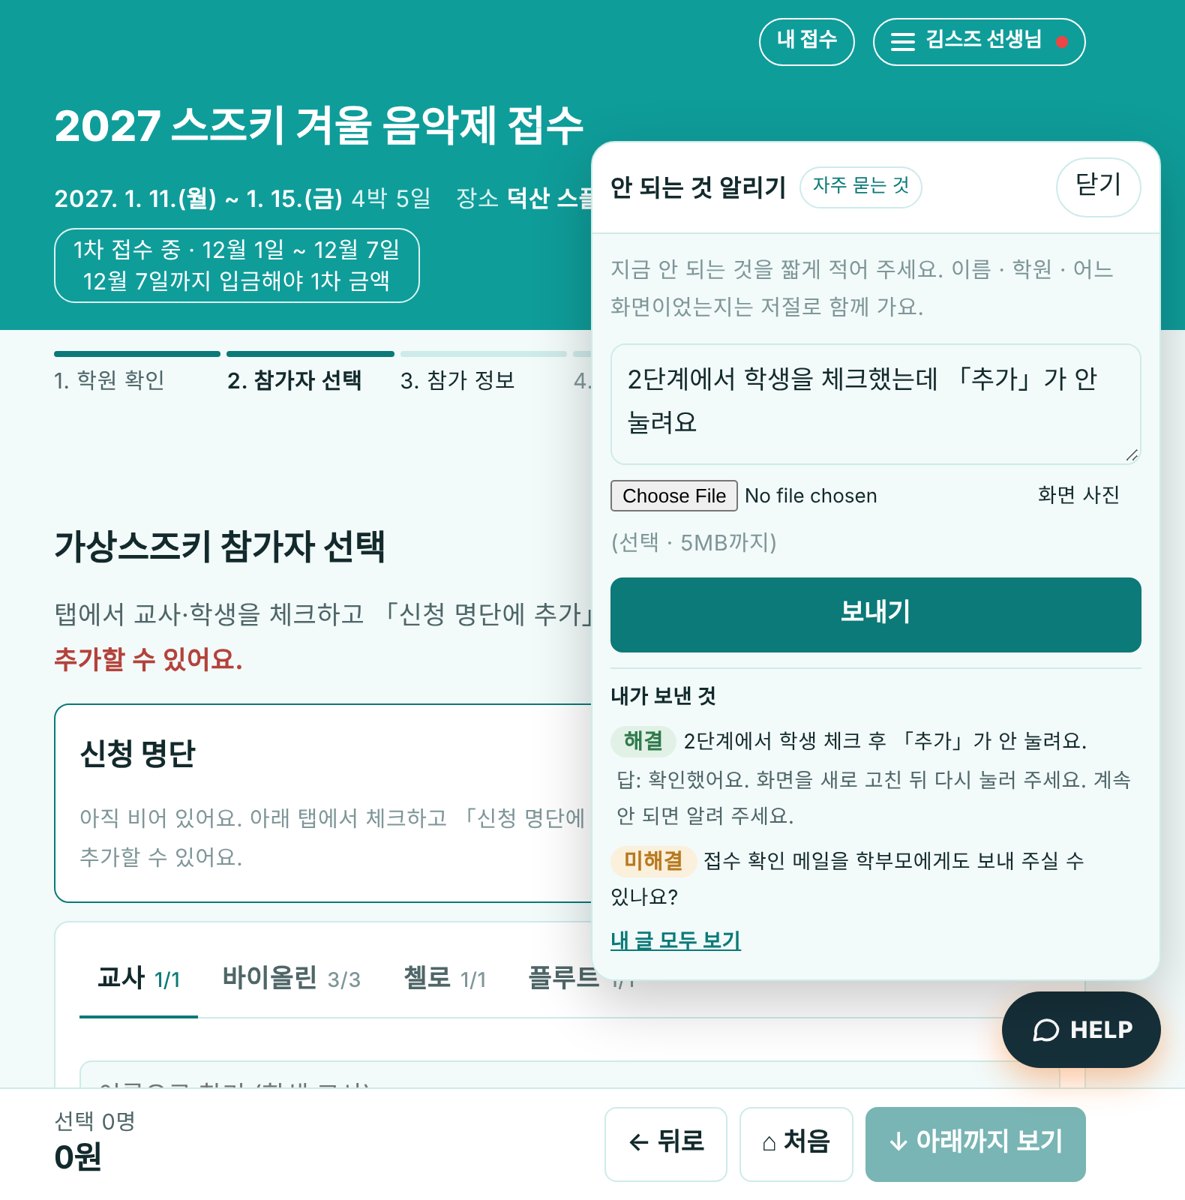 내 접수
김스즈 선생님
2027 스즈키 겨울 음악제 접수
2027. 1. 11.(월) ~ 1. 15.(금) 4박 5일 장소 덕산 스플
1차 접수 중 · 12월 1일 ~ 12월 7일
12월 7일까지 입금해야 1차 금액
1. 학원 확인
2. 참가자 선택
3. 참가 정보
4.
가상스즈키 참가자 선택
탭에서 교사·학생을 체크하고 「신청 명단에 추가」
추가할 수 있어요.
신청 명단
아직 비어 있어요. 아래 탭에서 체크하고 「신청 명단에
추가할 수 있어요.
교사 1/1
바이올린 3/3
첼로 1/1
플루트 1/1
안 되는 것 알리기
자주 묻는 것
닫기
지금 안 되는 것을 짧게 적어 주세요. 이름 · 학원 · 어느
화면이었는지는 저절로 함께 가요.
2단계에서 학생을 체크했는데 「추가」가 안
눌려요
Choose File No file chosen
화면 사진
(선택 · 5MB까지)
보내기
내가 보낸 것
해결 2단계에서 학생 체크 후 「추가」가 안 눌려요.
답: 확인했어요. 화면을 새로 고친 뒤 다시 눌러 주세요. 계속
안 되면 알려 주세요.
미해결 접수 확인 메일을 학부모에게도 보내 주실 수
있나요?
내 글 모두 보기
HELP
선택 0명
0원
← 뒤로
⌂ 처음
↓ 아래까지 보기